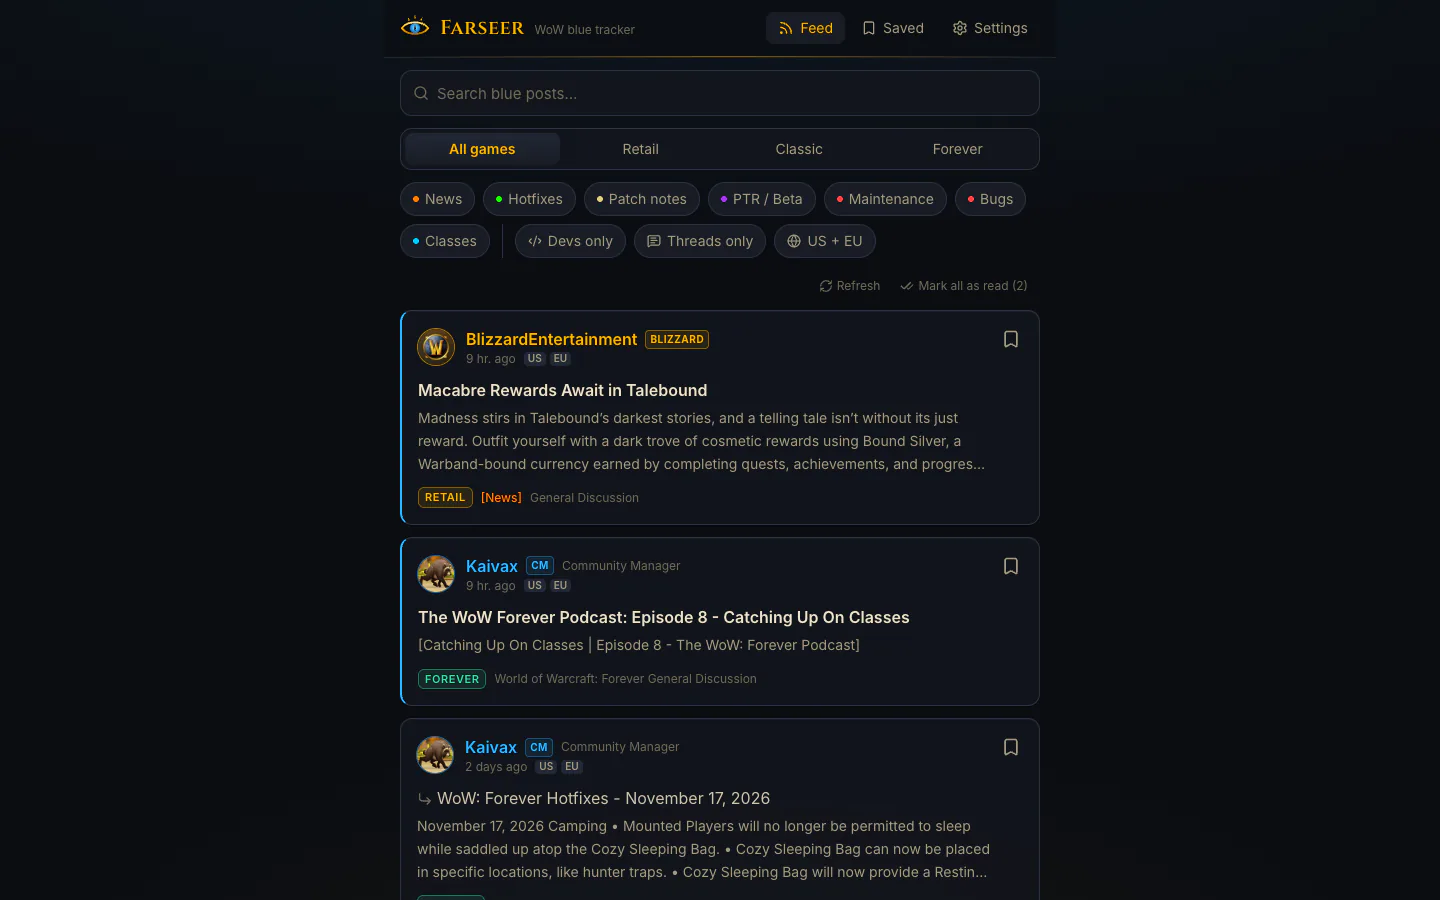 FARSEER WoW blue tracker Feed Saved Settings
Search blue posts...
All games Retail Classic Forever
News Hotfixes Patch notes PTR / Beta Maintenance Bugs
Classes Devs only Threads only US + EU
Refresh Mark all as read (2)
BlizzardEntertainment BLIZZARD
9 hr. ago US EU
Macabre Rewards Await in Talebound
Madness stirs in Talebound’s darkest stories, and a telling tale isn’t without its just
reward. Outfit yourself with a dark trove of cosmetic rewards using Bound Silver, a
Warband-bound currency earned by completing quests, achievements, and progres...
RETAIL [News] General Discussion
Kaivax CM Community Manager
9 hr. ago US EU
The WoW Forever Podcast: Episode 8 - Catching Up On Classes
[Catching Up On Classes | Episode 8 - The WoW: Forever Podcast]
FOREVER World of Warcraft: Forever General Discussion
Kaivax CM Community Manager
2 days ago US EU
WoW: Forever Hotfixes - November 17, 2026
November 17, 2026 Camping • Mounted Players will no longer be permitted to sleep
while saddled up atop the Cozy Sleeping Bag. • Cozy Sleeping Bag can now be placed
in specific locations, like hunter traps. • Cozy Sleeping Bag will now provide a Restin...